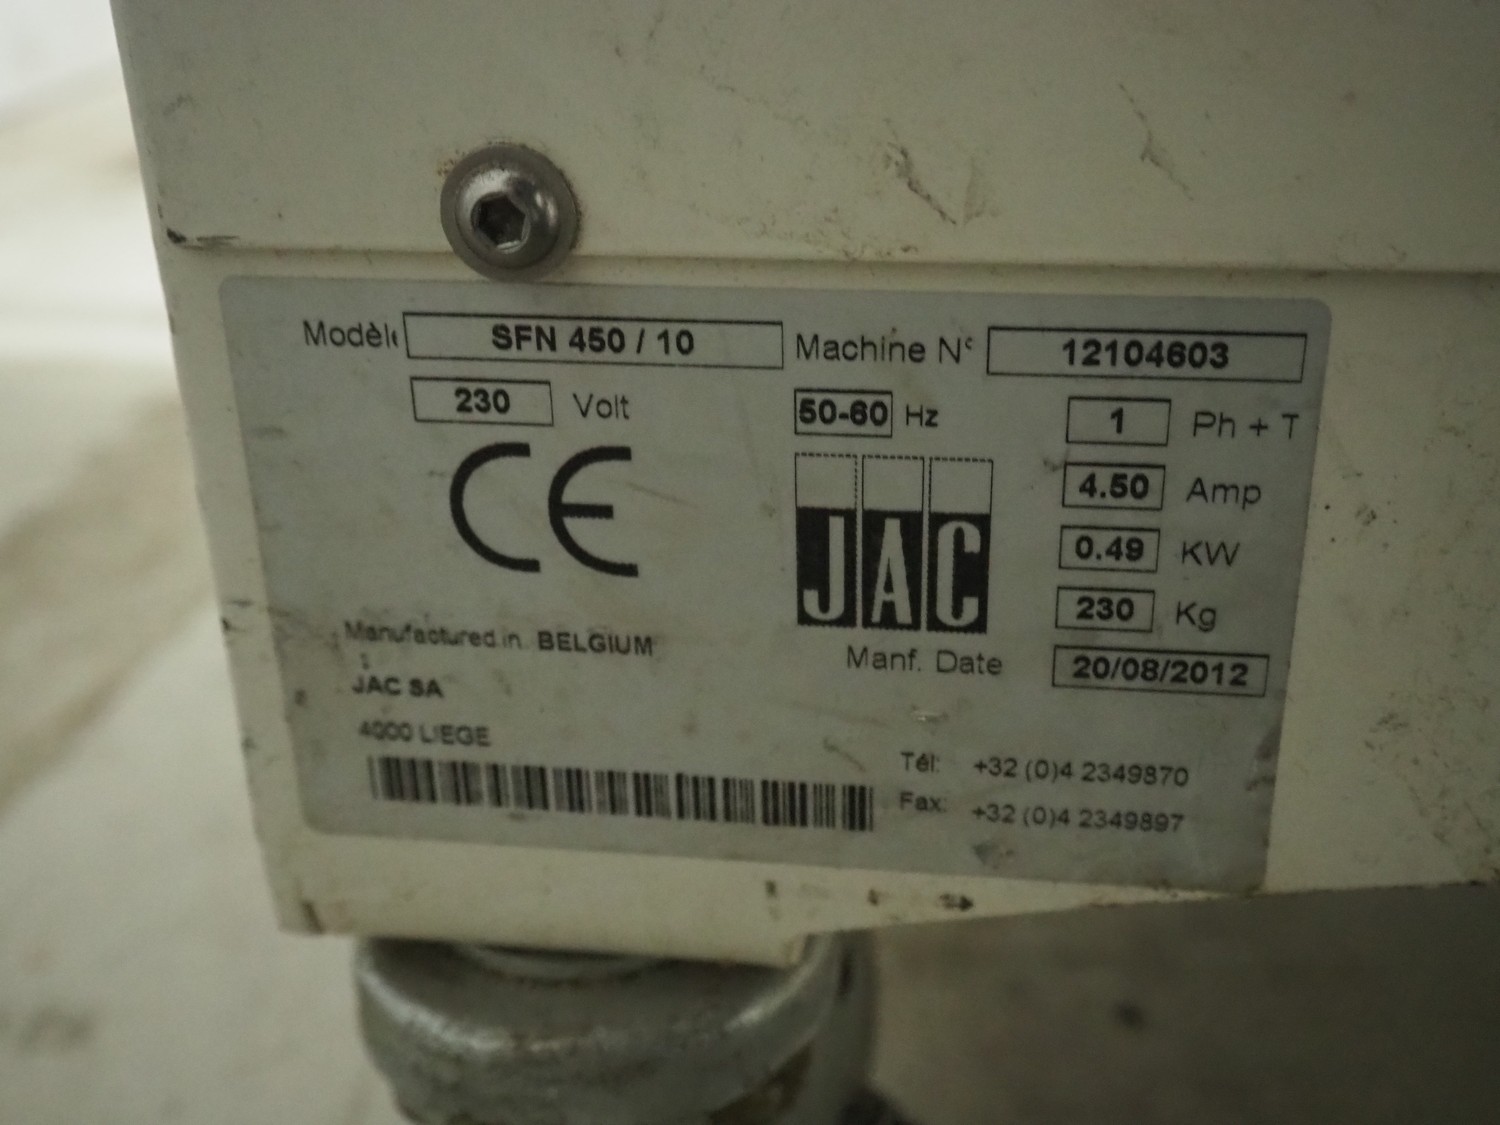 Modèle SFN 450 / 10 Machine N° 12104603
230 Volt 50-60 Hz 1 Ph + T
CE
JAC
4.50 Amp
0.49 KW
230 Kg
Manufactured in BELGIUM
Manf. Date 20/08/2012
JAC SA
4000 LIEGE
Tél: +32 (0)4 2349870
Fax: +32 (0)4 2349897